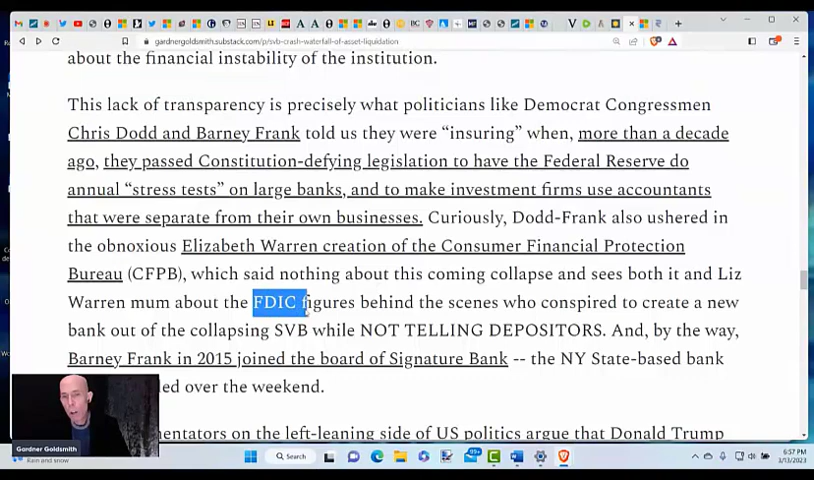 gardnergoldsmith.substack.com/p/svb-crash-waterfall-of-asset-liquidation
about the financial instability of the institution.
This lack of transparency is precisely what politicians like Democrat Congressmen
Chris Dodd and Barney Frank told us they were “insuring” when, more than a decade
ago, they passed Constitution-defying legislation to have the Federal Reserve do
annual “stress tests” on large banks, and to make investment firms use accountants
that were separate from their own businesses. Curiously, Dodd-Frank also ushered in
the obnoxious Elizabeth Warren creation of the Consumer Financial Protection
Bureau (CFPB), which said nothing about this coming collapse and sees both it and Liz
Warren mum about the FDIC figures behind the scenes who conspired to create a new
bank out of the collapsing SVB while NOT TELLING DEPOSITORS. And, by the way,
Barney Frank in 2015 joined the board of Signature Bank -- the NY State-based bank
ed over the weekend.
mentators on the left-leaning side of US politics argue that Donald Trump
Gardner Goldsmith
Rain and snow
Search
99+
6:57 PM
3/13/2023